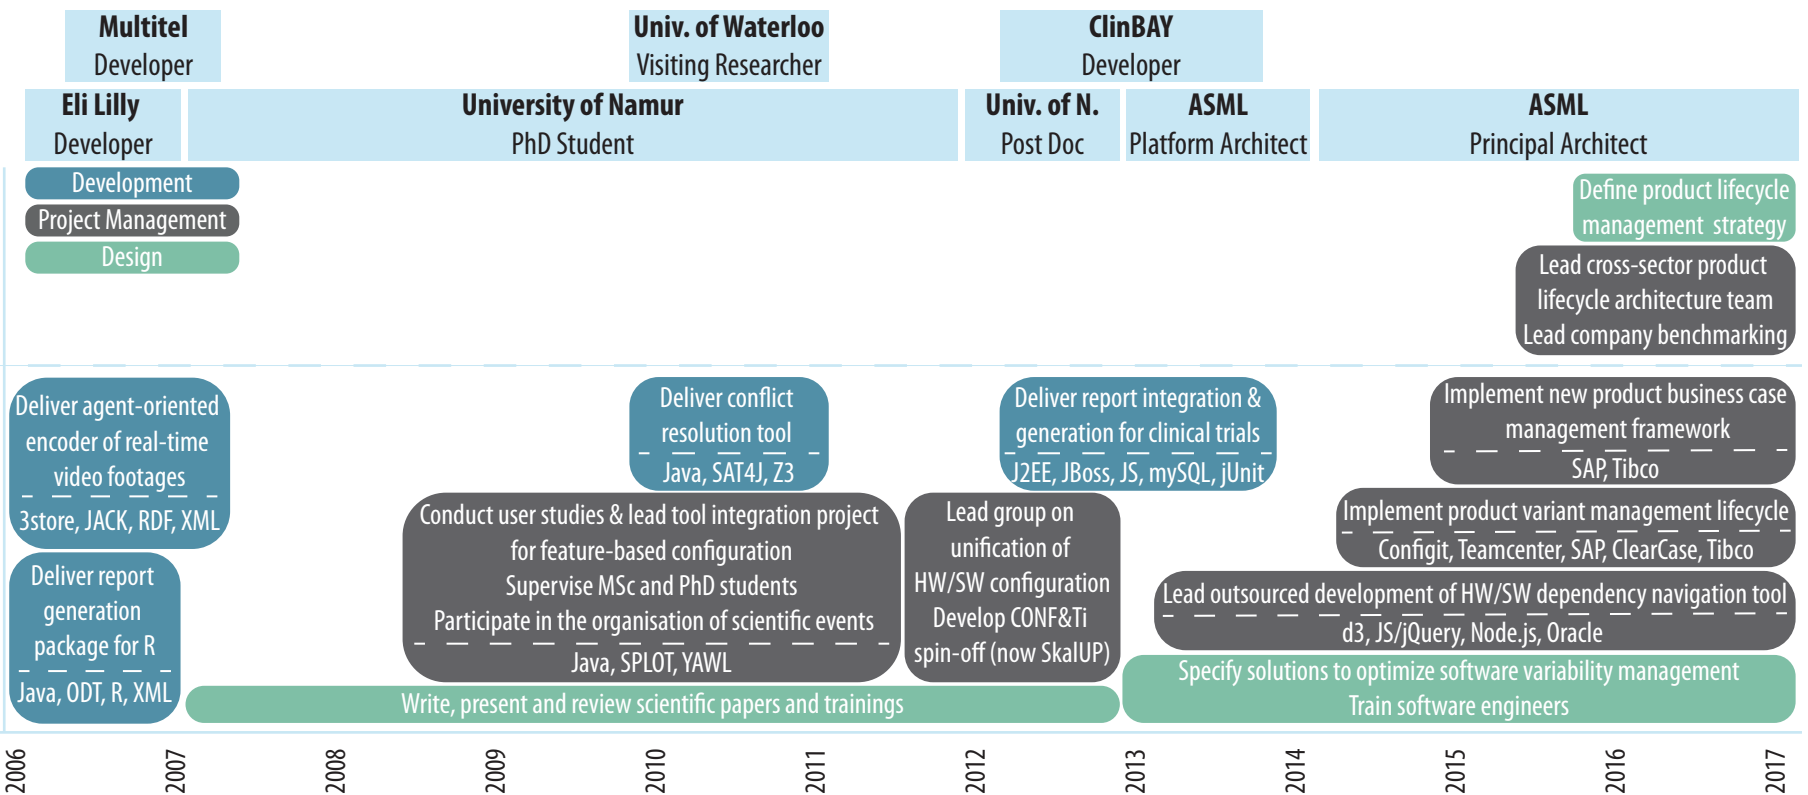 Multitel
Developer
Univ. of Waterloo
Visiting Researcher
ClinBAY
Developer
Eli Lilly
Developer
University of Namur
PhD Student
Univ. of N.
Post Doc
ASML
Platform Architect
ASML
Principal Architect
Development
Project Management
Design
Define product lifecycle
management strategy
Lead cross-sector product
lifecycle architecture team
Lead company benchmarking
Deliver agent-oriented
encoder of real-time
video footages
3store, JACK, RDF, XML
Deliver report
generation
package for R
Java, ODT, R, XML
Deliver conflict
resolution tool
Java, SAT4J, Z3
Conduct user studies & lead tool integration project
for feature-based configuration
Supervise MSc and PhD students
Participate in the organisation of scientific events
Java, SPLOT, YAWL
Write, present and review scientific papers and trainings
Deliver report integration &
generation for clinical trials
J2EE, JBoss, JS, mySQL, jUnit
Lead group on
unification of
HW/SW configuration
Develop CONF&Ti
spin-off (now SkalUP)
Implement new product business case
management framework
SAP, Tibco
Implement product variant management lifecycle
Configit, Teamcenter, SAP, ClearCase, Tibco
Lead outsourced development of HW/SW dependency navigation tool
d3, JS/jQuery, Node.js, Oracle
Specify solutions to optimize software variability management
Train software engineers
2006
2007
2008
2009
2010
2011
2012
2013
2014
2015
2016
2017